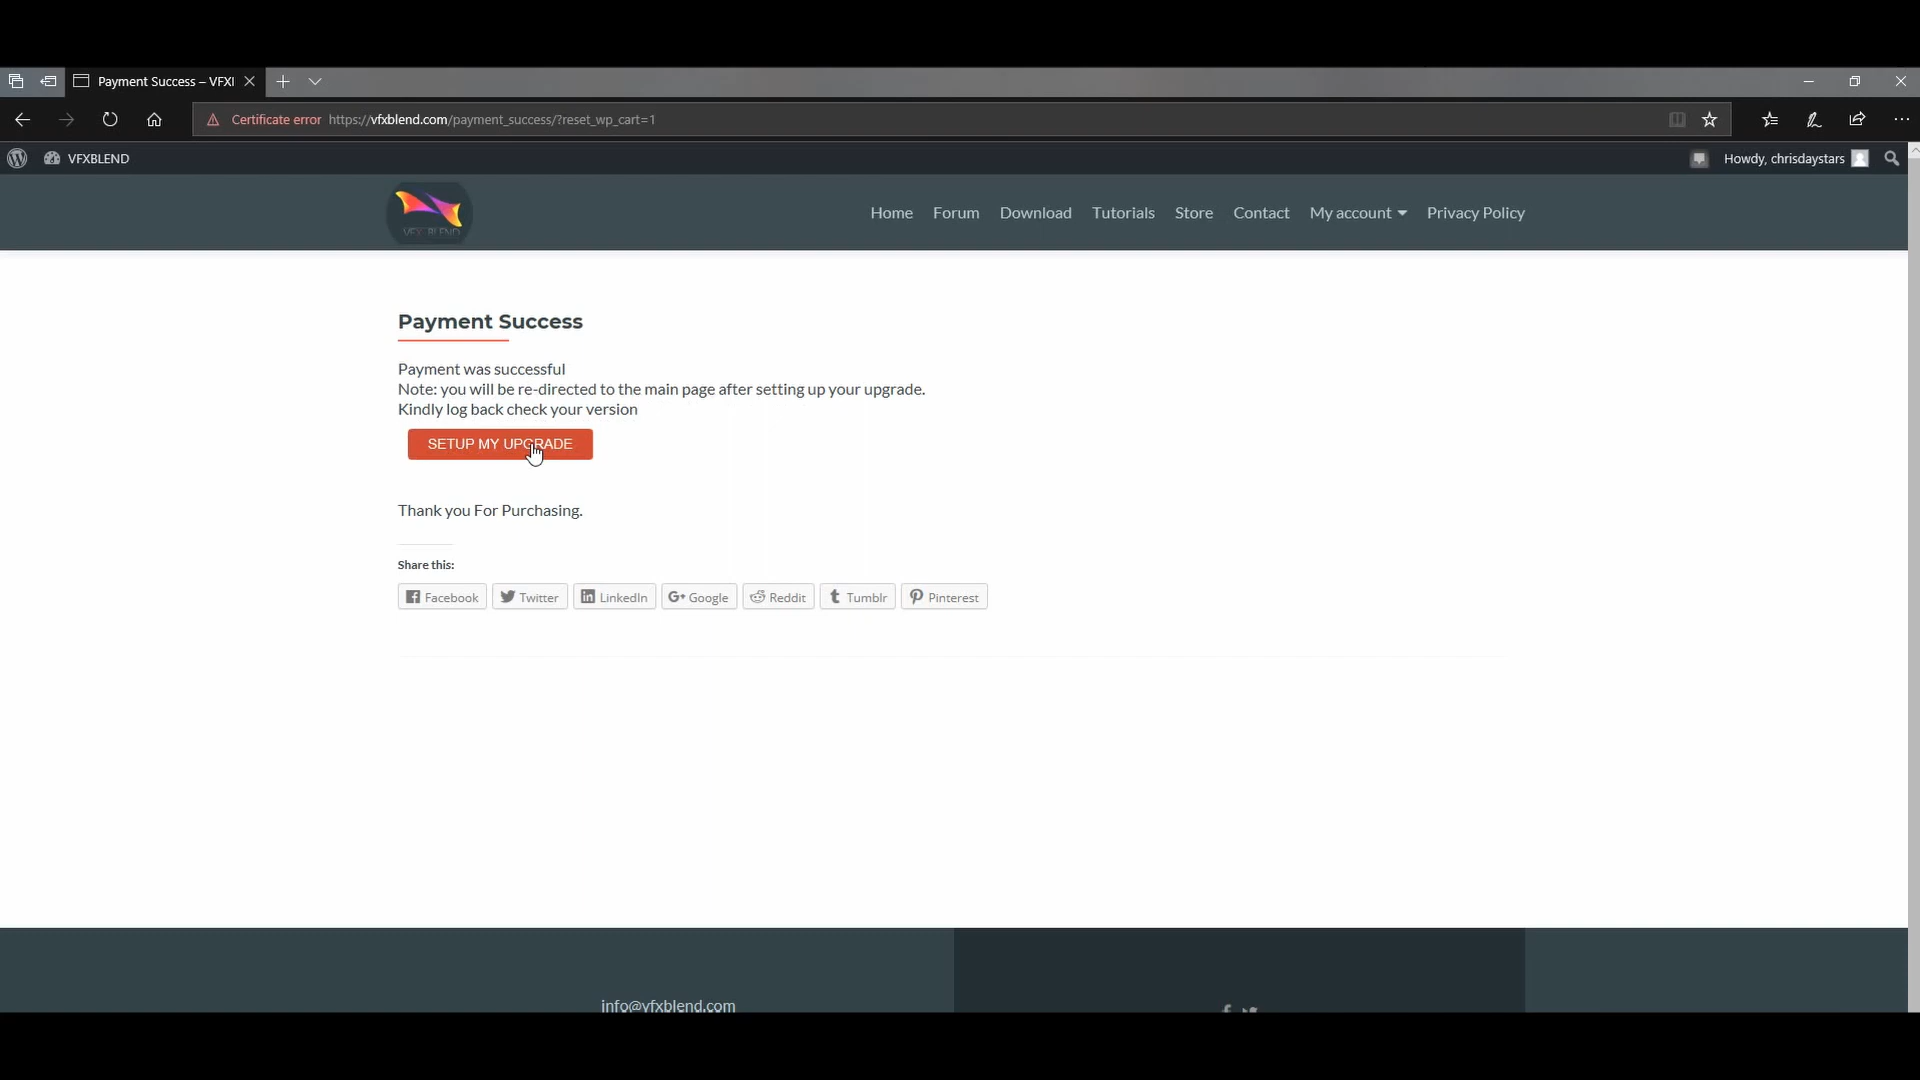 Payment Success – VFXI
Certificate error https://vfxblend.com/payment_success/?reset_wp_cart=1
VFXBLEND
Howdy, chrisdaystars
VFXBLEND
Home Forum Download Tutorials Store Contact My account Privacy Policy
Payment Success
Payment was successful
Note: you will be re-directed to the main page after setting up your upgrade.
Kindly log back check your version
SETUP MY UPGRADE
Thank you For Purchasing.
Share this:
Facebook Twitter LinkedIn Google Reddit Tumblr Pinterest
info@vfxblend.com